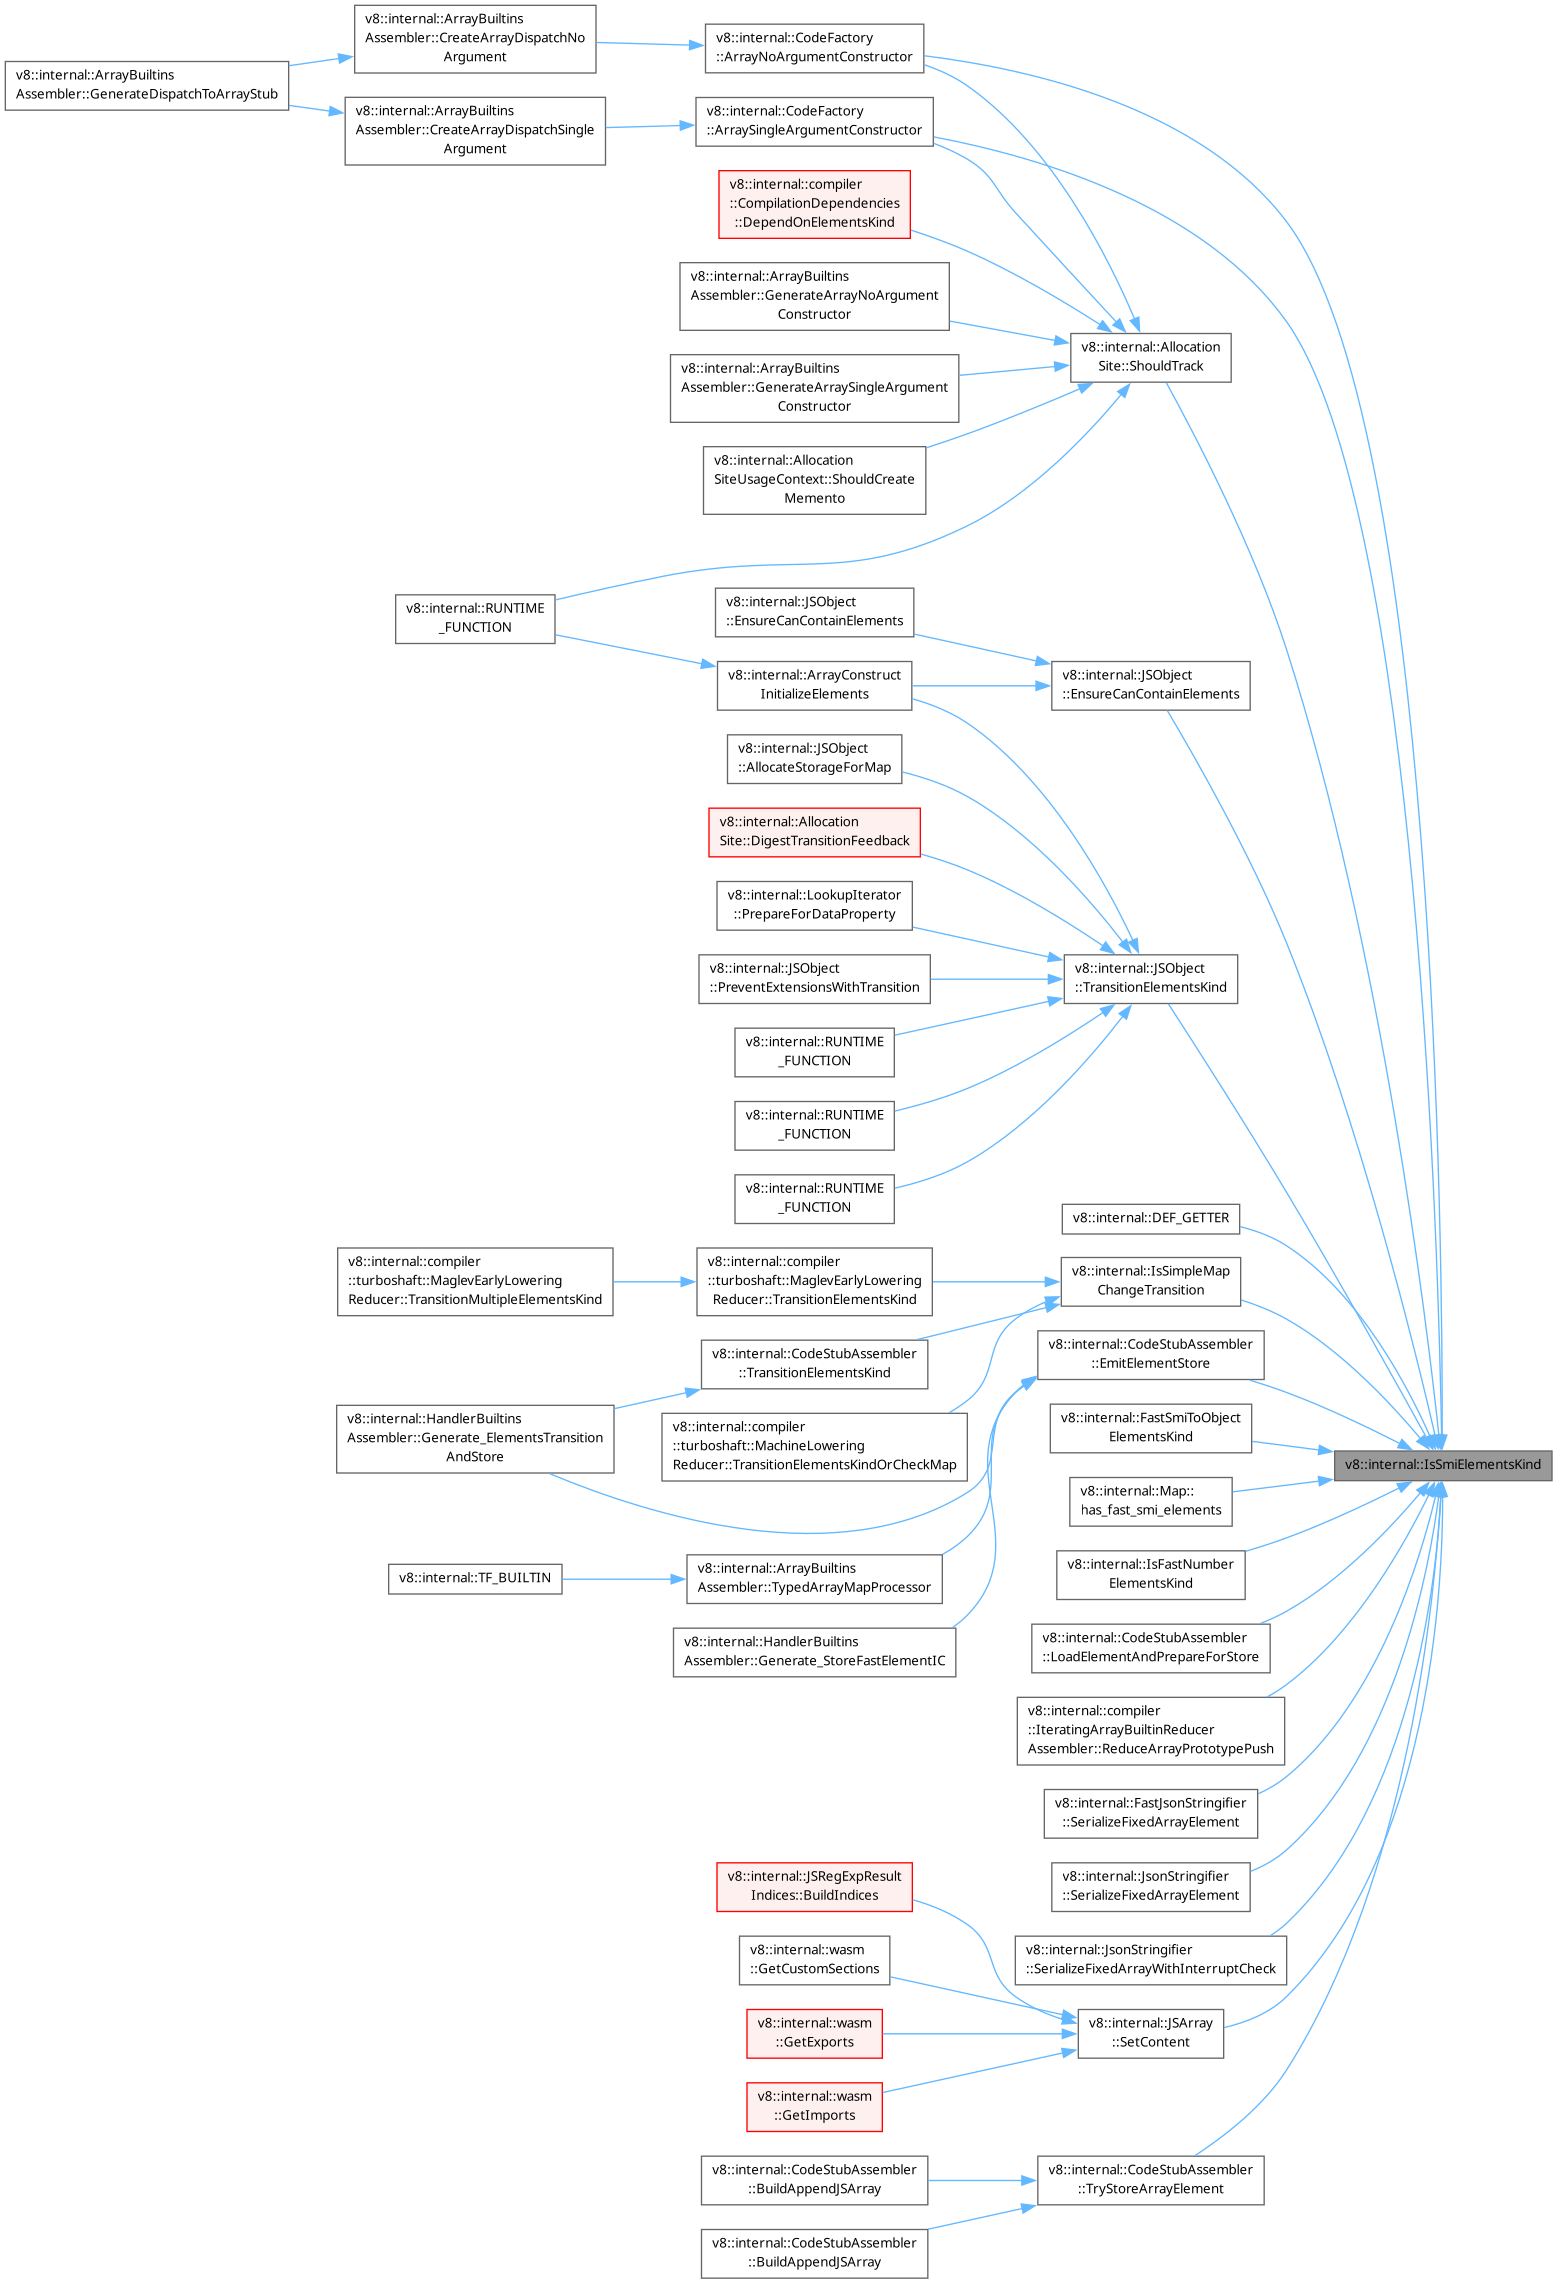 v8::internal::ArrayBuiltins
Assembler::CreateArrayDispatchNo
Argument
v8::internal::CodeFactory
::ArrayNoArgumentConstructor
v8::internal::ArrayBuiltins
Assembler::GenerateDispatchToArrayStub
v8::internal::ArrayBuiltins
Assembler::CreateArrayDispatchSingle
Argument
v8::internal::CodeFactory
::ArraySingleArgumentConstructor
v8::internal::compiler
::CompilationDependencies
::DependOnElementsKind
v8::internal::ArrayBuiltins
Assembler::GenerateArrayNoArgument
Constructor
v8::internal::Allocation
Site::ShouldTrack
v8::internal::ArrayBuiltins
Assembler::GenerateArraySingleArgument
Constructor
v8::internal::Allocation
SiteUsageContext::ShouldCreate
Memento
v8::internal::RUNTIME
_FUNCTION
v8::internal::JSObject
::EnsureCanContainElements
v8::internal::ArrayConstruct
InitializeElements
v8::internal::JSObject
::EnsureCanContainElements
v8::internal::JSObject
::AllocateStorageForMap
v8::internal::Allocation
Site::DigestTransitionFeedback
v8::internal::LookupIterator
::PrepareForDataProperty
v8::internal::JSObject
::PreventExtensionsWithTransition
v8::internal::JSObject
::TransitionElementsKind
v8::internal::RUNTIME
_FUNCTION
v8::internal::RUNTIME
_FUNCTION
v8::internal::RUNTIME
_FUNCTION
v8::internal::DEF_GETTER
v8::internal::compiler
::turboshaft::MaglevEarlyLowering
Reducer::TransitionMultipleElementsKind
v8::internal::compiler
::turboshaft::MaglevEarlyLowering
Reducer::TransitionElementsKind
v8::internal::IsSimpleMap
ChangeTransition
v8::internal::CodeStubAssembler
::TransitionElementsKind
v8::internal::CodeStubAssembler
::EmitElementStore
v8::internal::HandlerBuiltins
Assembler::Generate_ElementsTransition
AndStore
v8::internal::compiler
::turboshaft::MachineLowering
Reducer::TransitionElementsKindOrCheckMap
v8::internal::FastSmiToObject
ElementsKind
v8::internal::IsSmiElementsKind
v8::internal::Map::
has_fast_smi_elements
v8::internal::TF_BUILTIN
v8::internal::ArrayBuiltins
Assembler::TypedArrayMapProcessor
v8::internal::IsFastNumber
ElementsKind
v8::internal::HandlerBuiltins
Assembler::Generate_StoreFastElementIC
v8::internal::CodeStubAssembler
::LoadElementAndPrepareForStore
v8::internal::compiler
::IteratingArrayBuiltinReducer
Assembler::ReduceArrayPrototypePush
v8::internal::FastJsonStringifier
::SerializeFixedArrayElement
v8::internal::JSRegExpResult
Indices::BuildIndices
v8::internal::JsonStringifier
::SerializeFixedArrayElement
v8::internal::wasm
::GetCustomSections
v8::internal::JsonStringifier
::SerializeFixedArrayWithInterruptCheck
v8::internal::wasm
::GetExports
v8::internal::JSArray
::SetContent
v8::internal::wasm
::GetImports
v8::internal::CodeStubAssembler
::BuildAppendJSArray
v8::internal::CodeStubAssembler
::TryStoreArrayElement
v8::internal::CodeStubAssembler
::BuildAppendJSArray